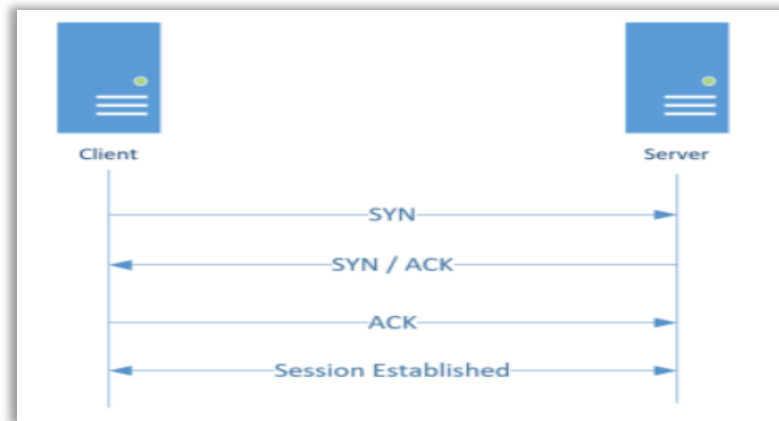 Client
Server
SYN
SYN / ACK
ACK
Session Established